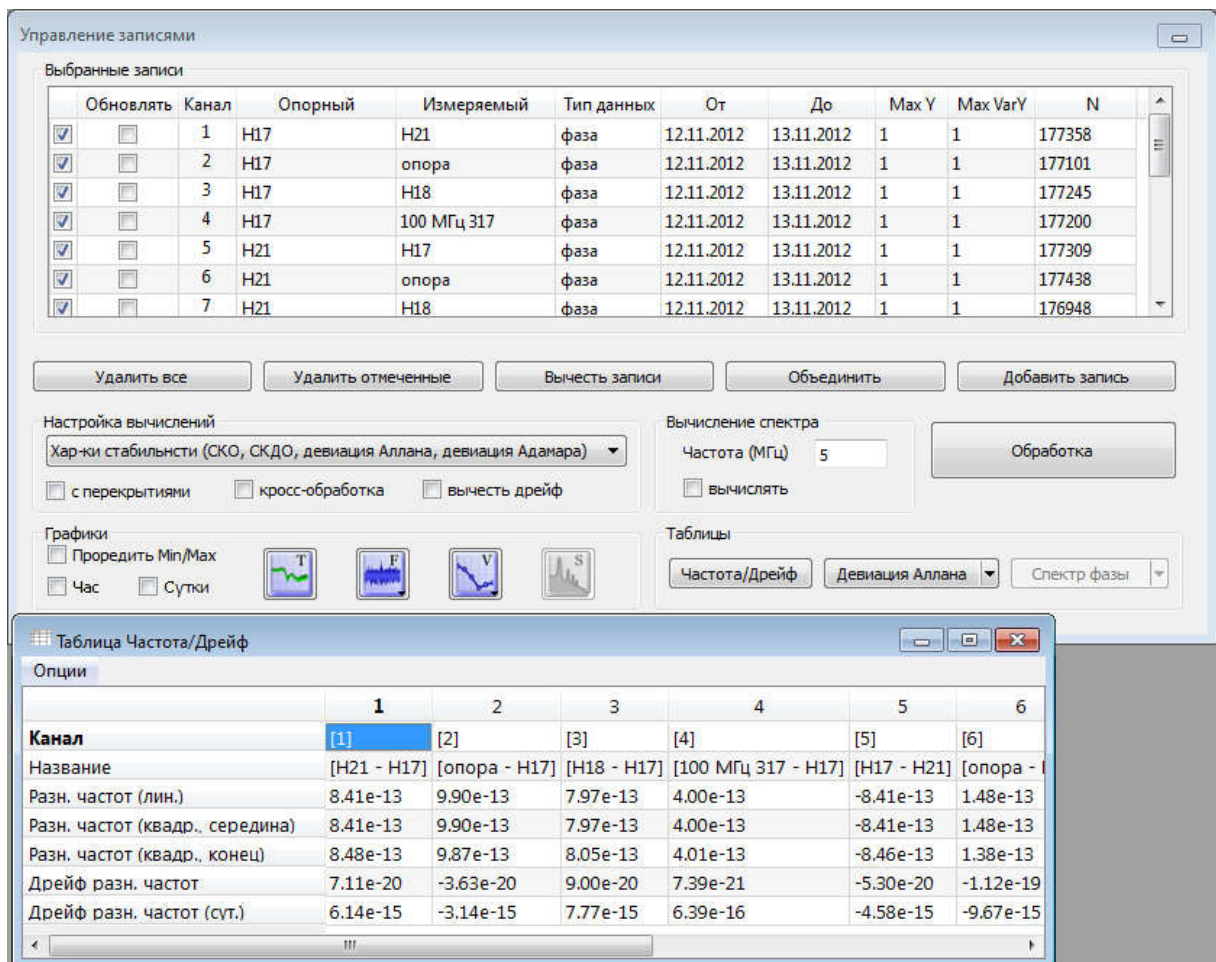 Управление записями
Выбранные записи
Обновлять Канал Опорный Измеряемый Тип данных От До Max Y Max VarY N
1 H17 H21 фаза 12.11.2012 13.11.2012 1 1 177358
2 H17 опора фаза 12.11.2012 13.11.2012 1 1 177101
3 H17 H18 фаза 12.11.2012 13.11.2012 1 1 177245
4 H17 100 МГц 317 фаза 12.11.2012 13.11.2012 1 1 177200
5 H21 H17 фаза 12.11.2012 13.11.2012 1 1 177309
6 H21 опора фаза 12.11.2012 13.11.2012 1 1 177438
7 H21 H18 фаза 12.11.2012 13.11.2012 1 1 176948
Удалить все Удалить отмеченные Вычесть записи Объединить Добавить запись
Настройка вычислений Вычисление спектра
Хар-ки стабильнсти (СКО, СКДО, девиация Аллана, девиация Адамара) Частота (МГц) 5 Обработка
с перекрытиями кросс-обработка вычесть дрейф вычислять
Графики Таблицы
Проредить Min/Max T F V S
Час Сутки Частота/Дрейф Девиация Аллана Спектр фазы
Таблица Частота/Дрейф
Опции
1 2 3 4 5 6
Канал [1] [2] [3] [4] [5] [6]
Название [H21 - H17] [опора - H17] [H18 - H17] [100 МГц 317 - H17] [H17 - H21] [опора -
Разн. частот (лин.) 8.41e-13 9.90e-13 7.97e-13 4.00e-13 -8.41e-13 1.48e-13
Разн. частот (квадр., середина) 8.41e-13 9.90e-13 7.97e-13 4.00e-13 -8.41e-13 1.48e-13
Разн. частот (квадр., конец) 8.48e-13 9.87e-13 8.05e-13 4.01e-13 -8.46e-13 1.38e-13
Дрейф разн. частот 7.11e-20 -3.63e-20 9.00e-20 7.39e-21 -5.30e-20 -1.12e-19
Дрейф разн. частот (сут.) 6.14e-15 -3.14e-15 7.77e-15 6.39e-16 -4.58e-15 -9.67e-15